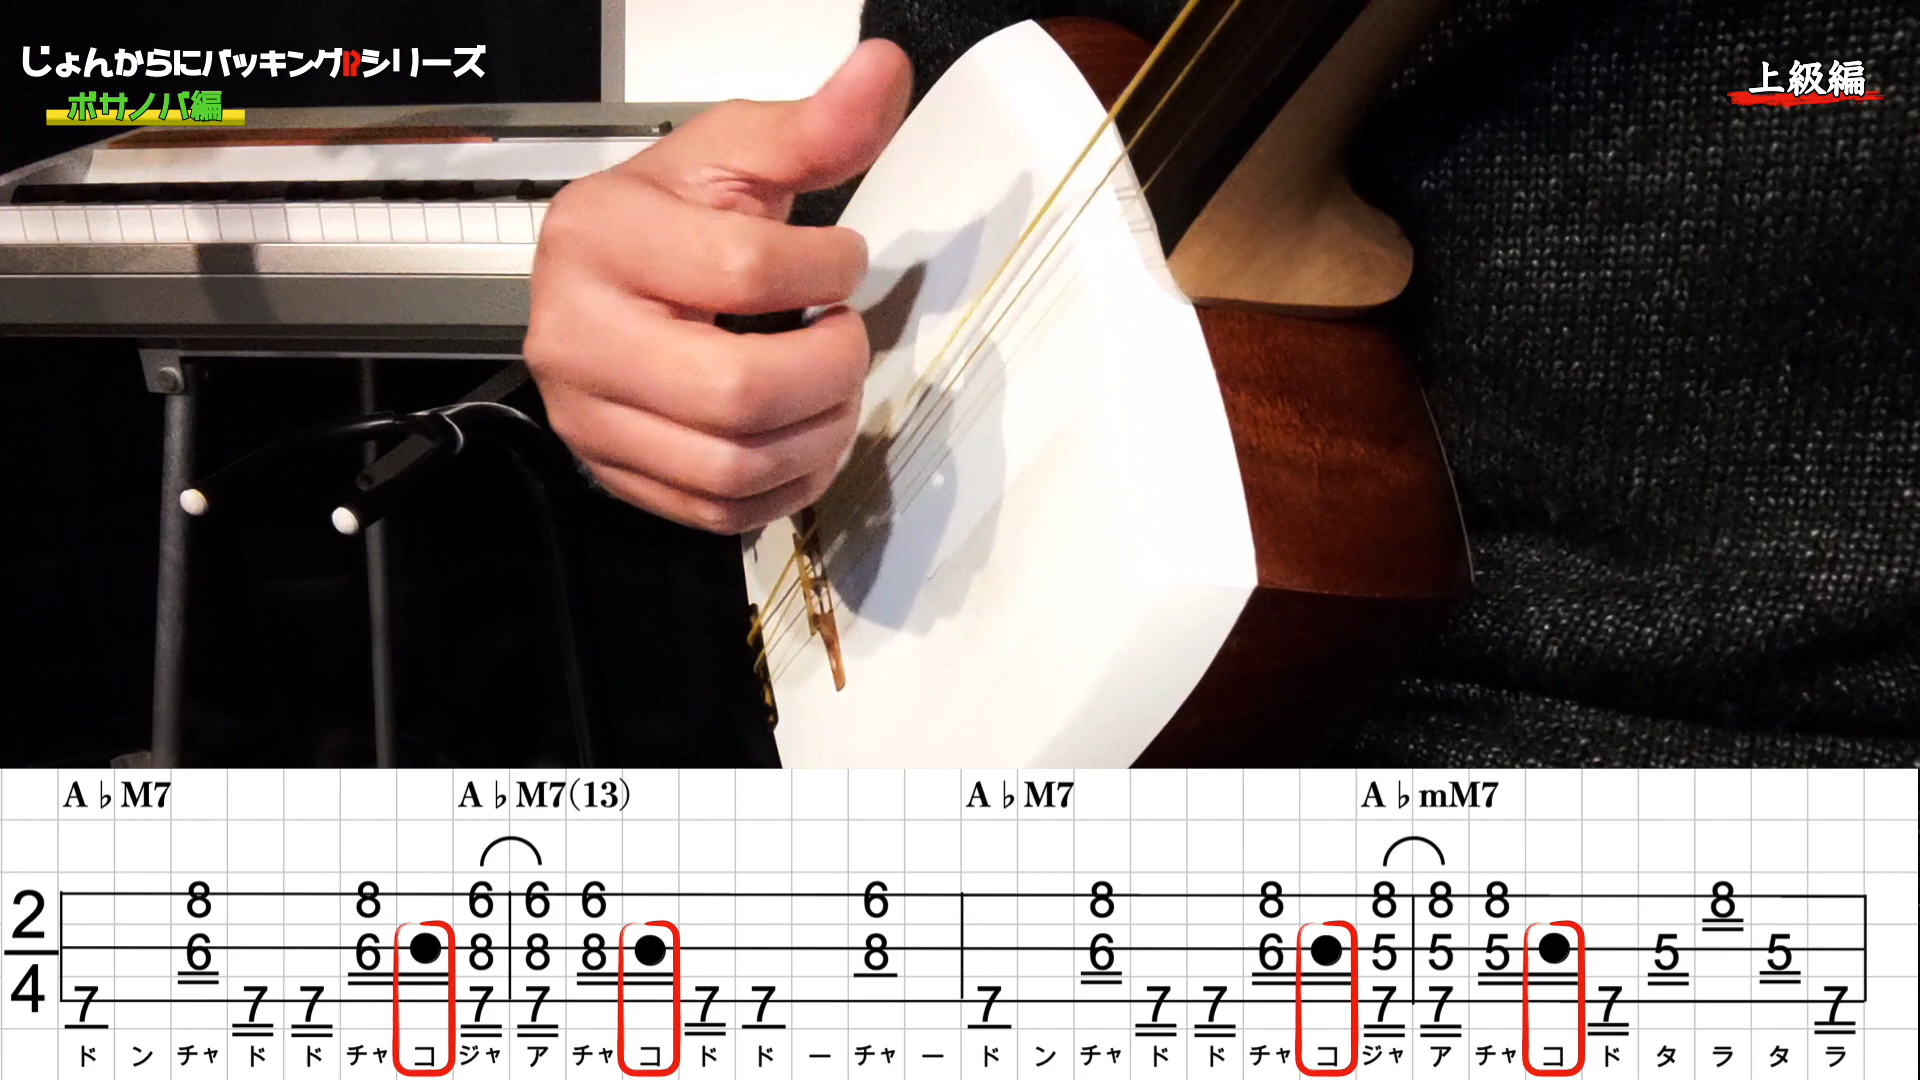 じょんからにバッキング!?シリーズ
ボサノバ編
上級編
A♭M7 A♭M7(13) A♭M7 A♭mM7
8 8 6 6 6 6 8 8 8 8 8 8
2 6 6 8 8 8 8 6 6 5 5 5 5 5
4 7 7 7 7 7 7 7 7 7 7 7 7 7 7
ド ン チャ ド ド チャ コ ジャ ア チャ コ ド ド ー チャ ー ド ン チャ ド ド チャ コ ジャ ア チャ コ ド タ ラ タ ラ